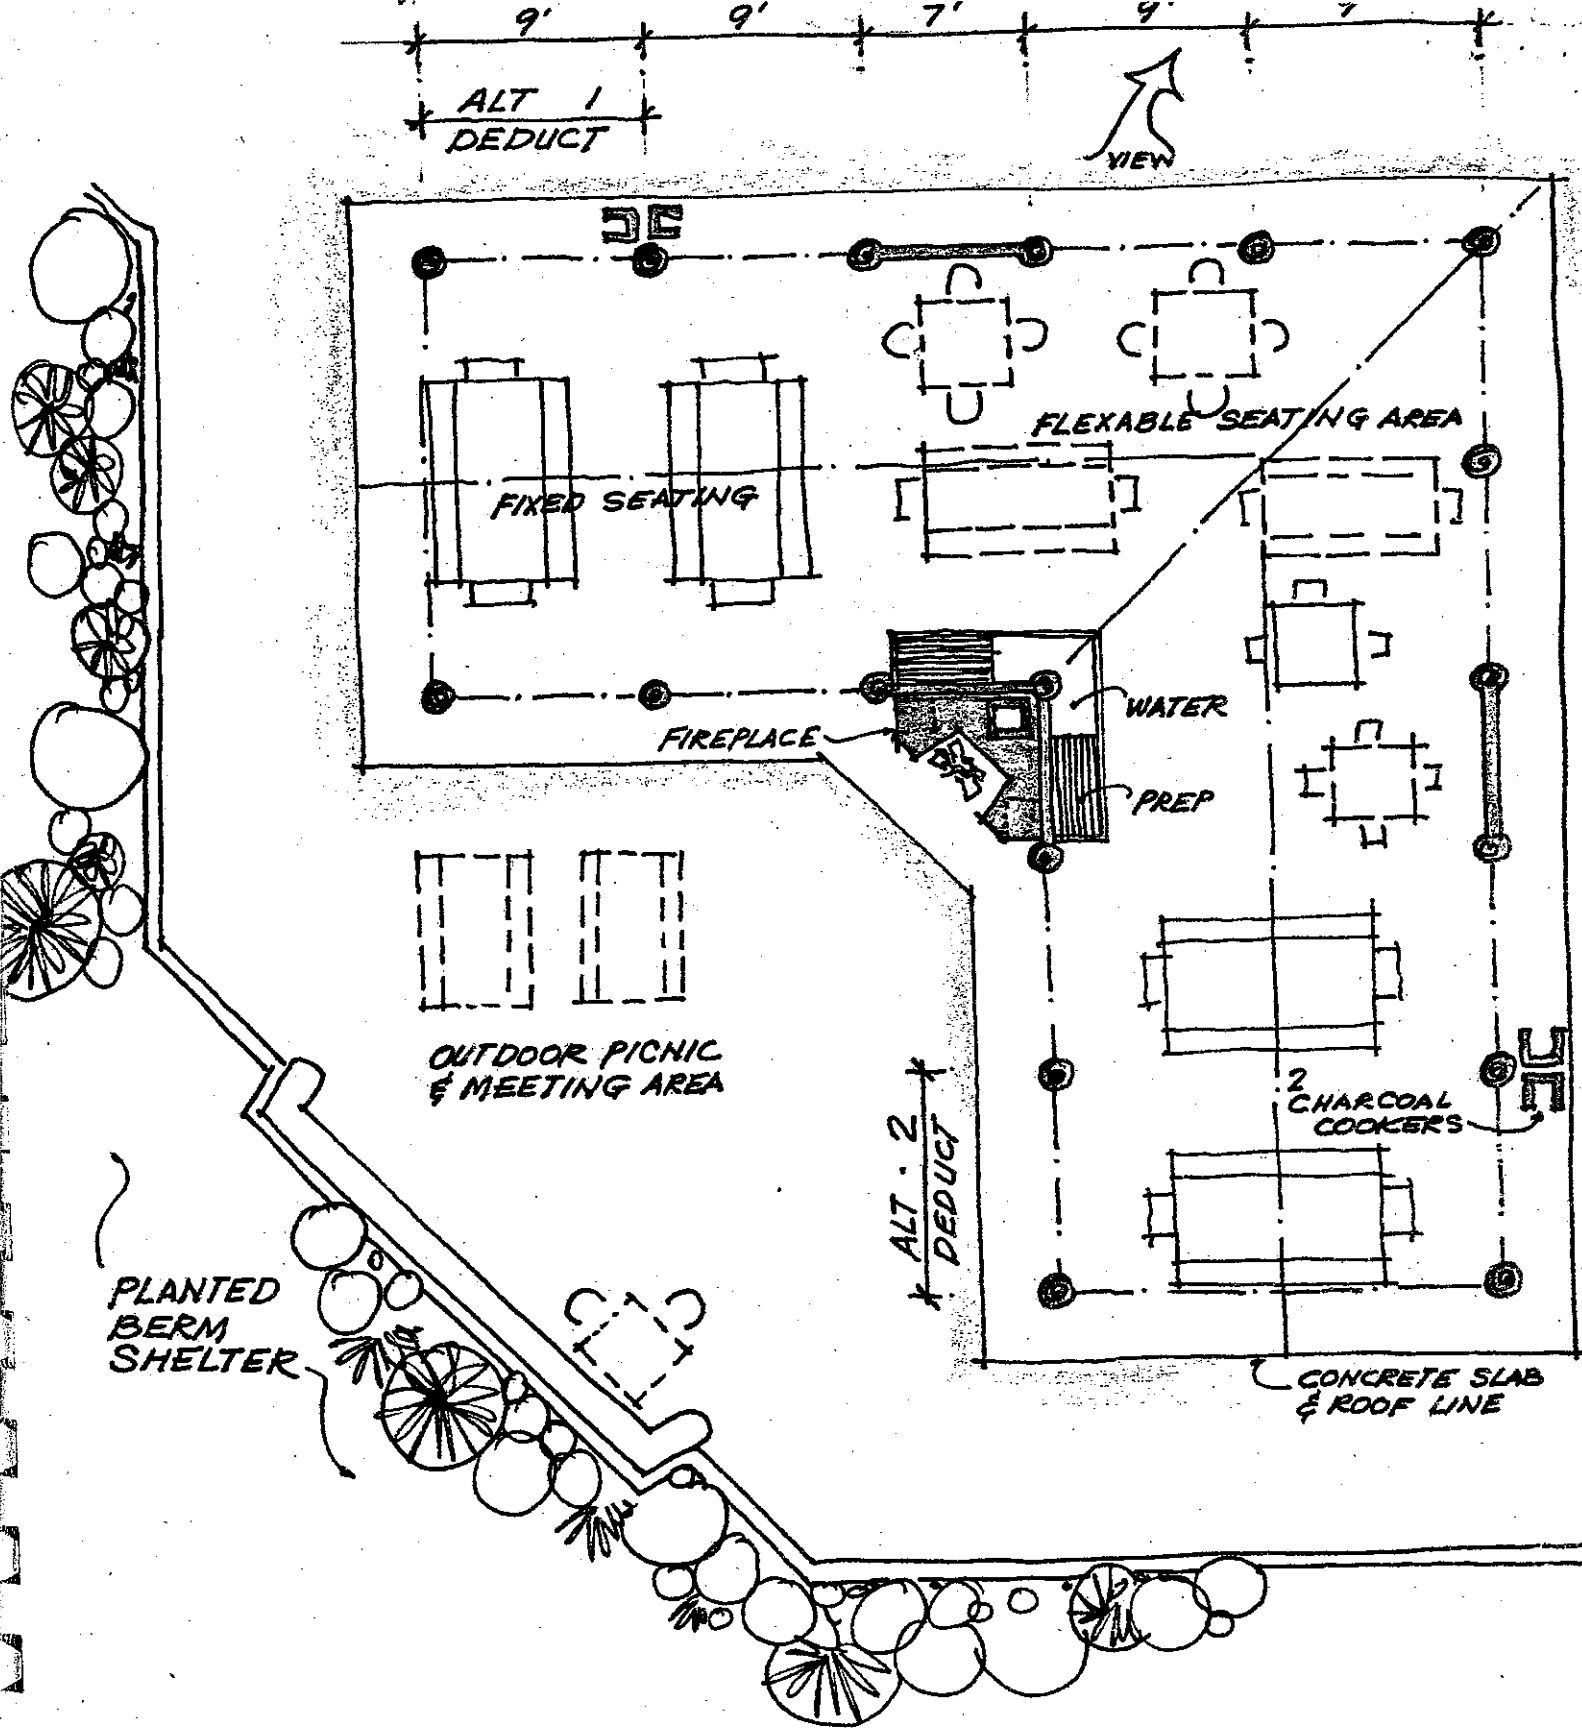 9' 9' 7' 9'
ALT 1
DEDUCT
VIEW
FLEXABLE SEATING AREA
FIXED SEATING
WATER
FIREPLACE
PREP
OUTDOOR PICNIC
& MEETING AREA
2
CHARCOAL
COOKERS
ALT. 2
DEDUCT
PLANTED
BERM
SHELTER
CONCRETE SLAB
& ROOF LINE